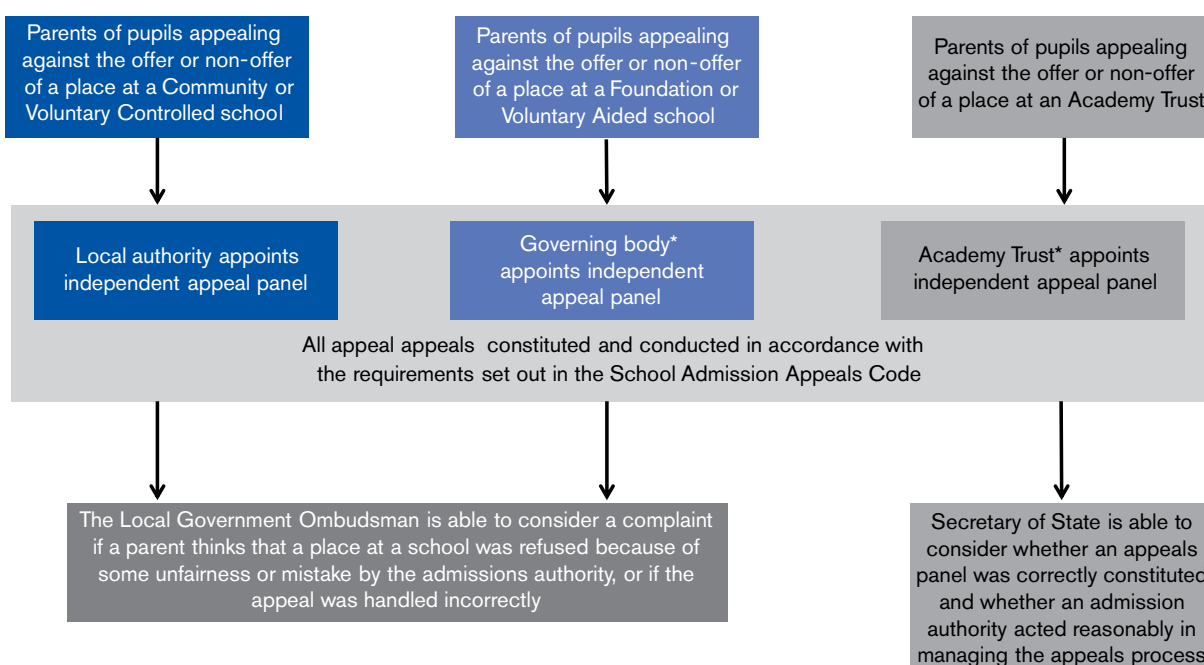 Parents of pupils appealing
against the offer or non-offer
of a place at a Community or
Voluntary Controlled school
Parents of pupils appealing
against the offer or non-offer
of a place at a Foundation or
Voluntary Aided school
Parents of pupils appealing
against the offer or non-offer
of a place at an Academy Trust
Local authority appoints
independent appeal panel
Governing body*
appoints independent
appeal panel
Academy Trust* appoints
independent appeal panel
All appeal appeals constituted and conducted in accordance with
the requirements set out in the School Admission Appeals Code
The Local Government Ombudsman is able to consider a complaint
if a parent thinks that a place at a school was refused because of
some unfairness or mistake by the admissions authority, or if the
appeal was handled incorrectly
Secretary of State is able to
consider whether an appeals
panel was correctly constituted
and whether an admission
authority acted reasonably in
managing the appeals process